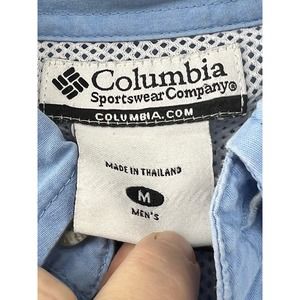 Columbia
Sportswear Company®
COLUMBIA.COM
MADE IN THAILAND
M
MEN'S